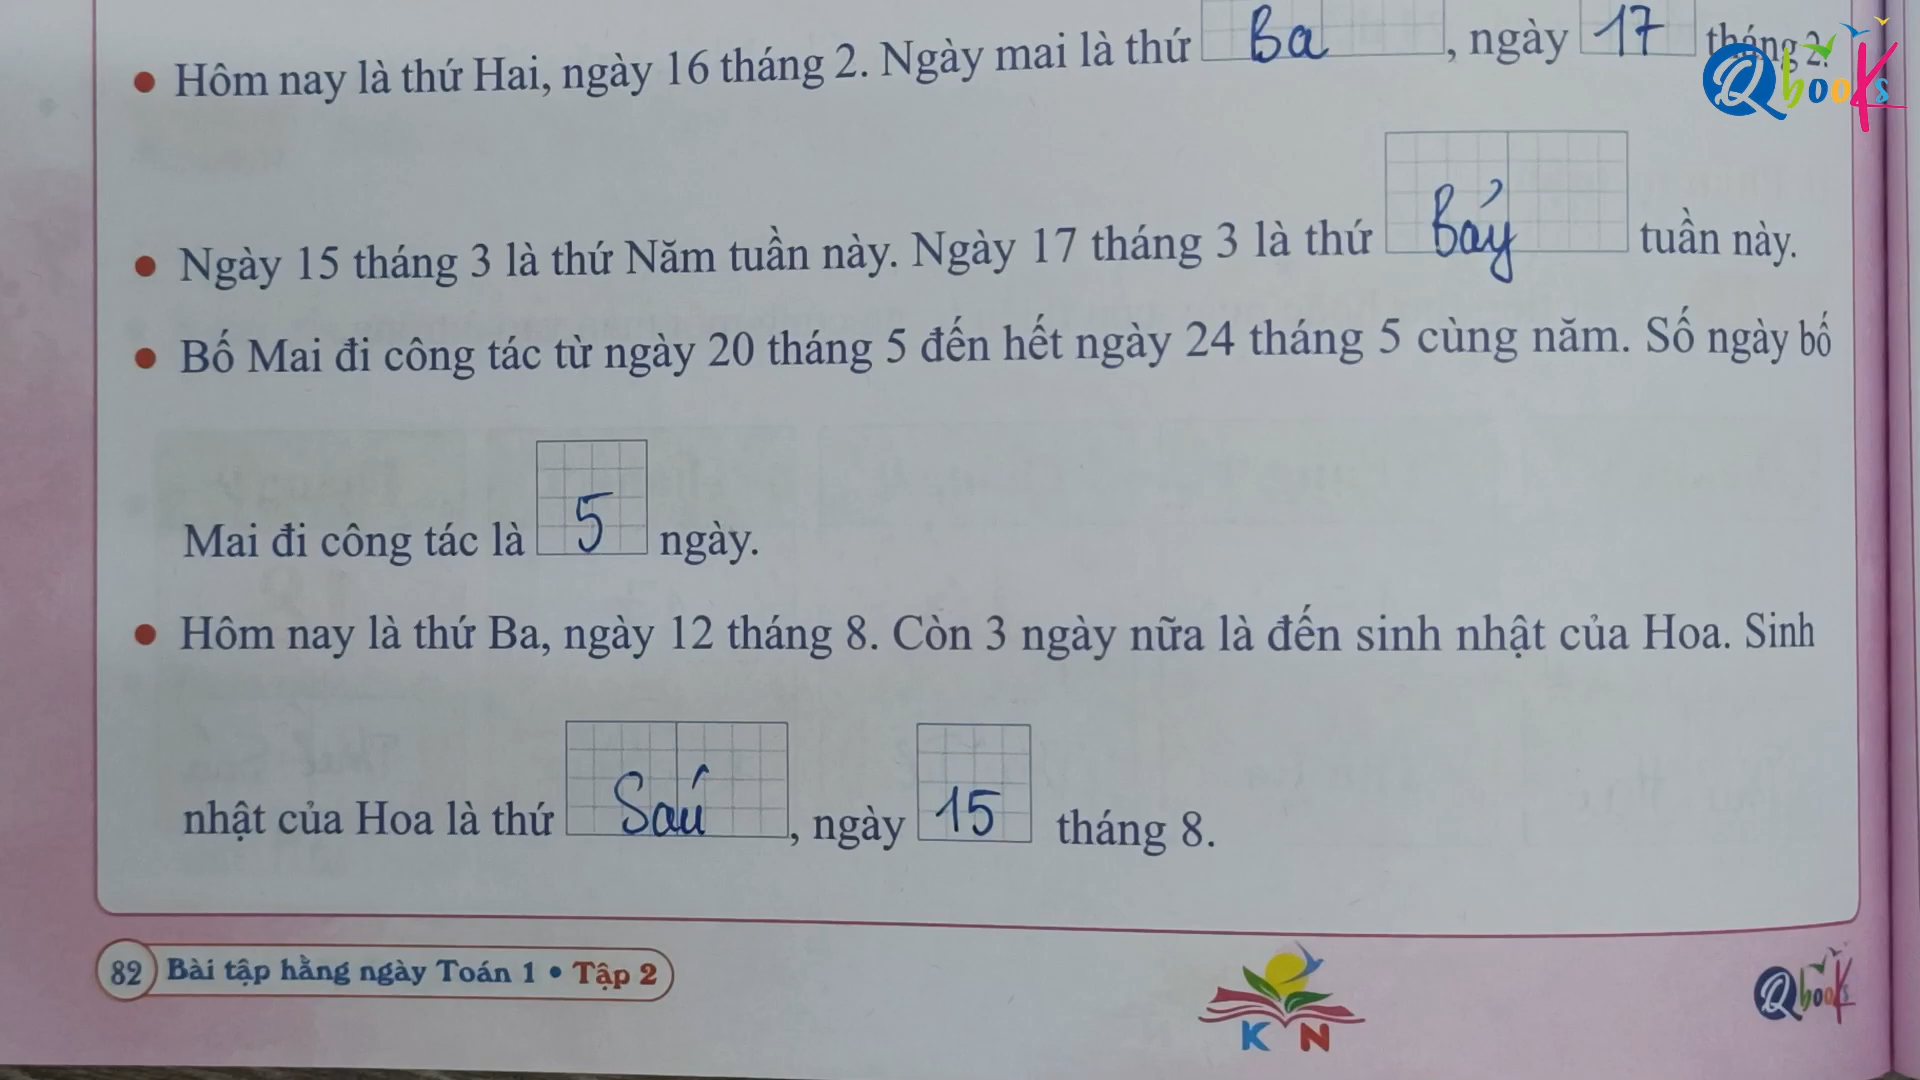 • Hôm nay là thứ Hai, ngày 16 tháng 2. Ngày mai là thứ Ba, ngày 17 tháng 2.
Qbooks
• Ngày 15 tháng 3 là thứ Năm tuần này. Ngày 17 tháng 3 là thứ Bảy tuần này.
• Bố Mai đi công tác từ ngày 20 tháng 5 đến hết ngày 24 tháng 5 cùng năm. Số ngày bố
Mai đi công tác là 5 ngày.
• Hôm nay là thứ Ba, ngày 12 tháng 8. Còn 3 ngày nữa là đến sinh nhật của Hoa. Sinh
nhật của Hoa là thứ Sáu, ngày 15 tháng 8.
82 Bài tập hằng ngày Toán 1 • Tập 2
K N
Qbooks